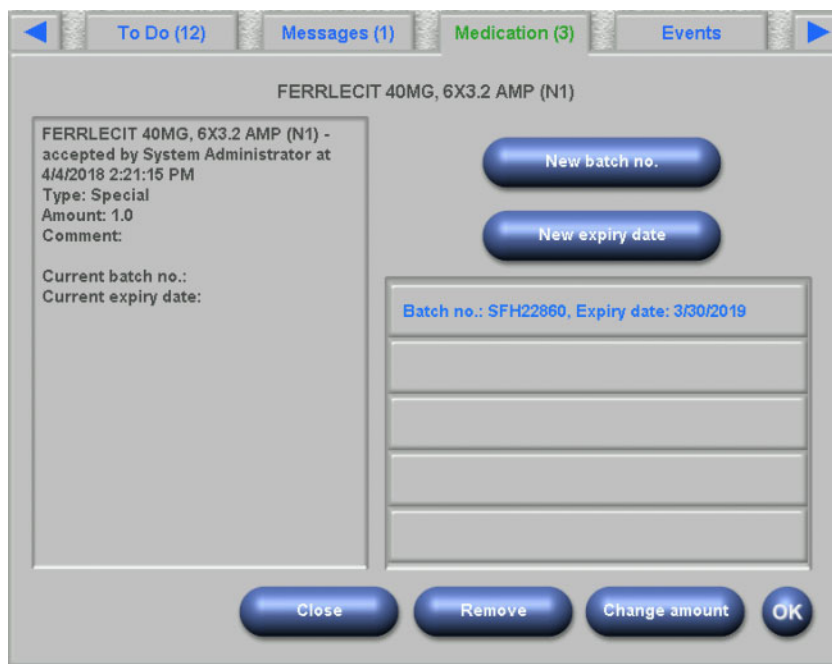 To Do (12) Messages (1) Medication (3) Events
FERRLECIT 40MG, 6X3.2 AMP (N1)
FERRLECIT 40MG, 6X3.2 AMP (N1) -
accepted by System Administrator at
4/4/2018 2:21:15 PM
Type: Special
Amount: 1.0
Comment:
Current batch no.:
Current expiry date:
New batch no.
New expiry date
Batch no.: SFH22860, Expiry date: 3/30/2019
Close Remove Change amount OK